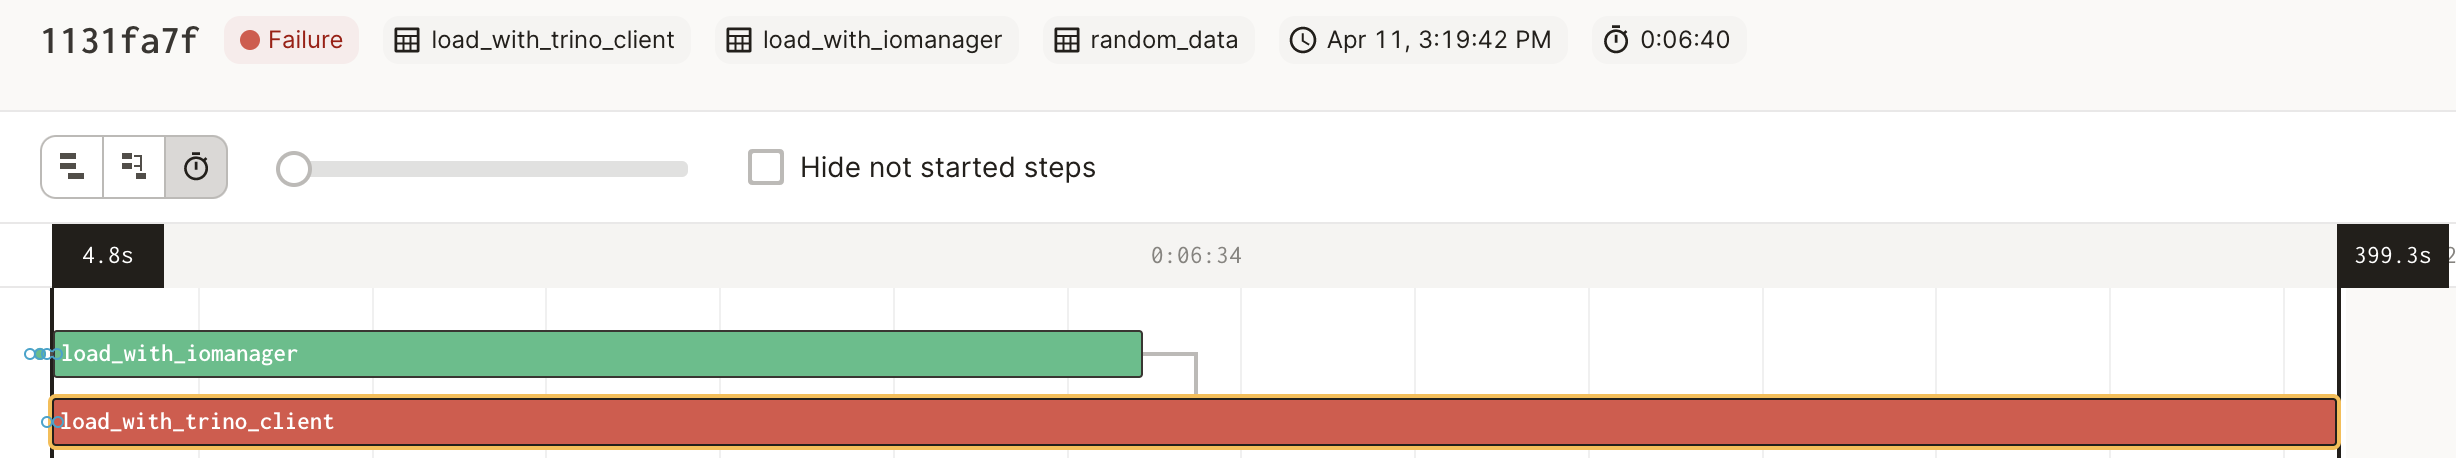 1131fa7f Failure load_with_trino_client load_with_iomanager random_data Apr 11, 3:19:42 PM 0:06:40
Hide not started steps
4.8s 0:06:34 399.3s
load_with_iomanager
load_with_trino_client